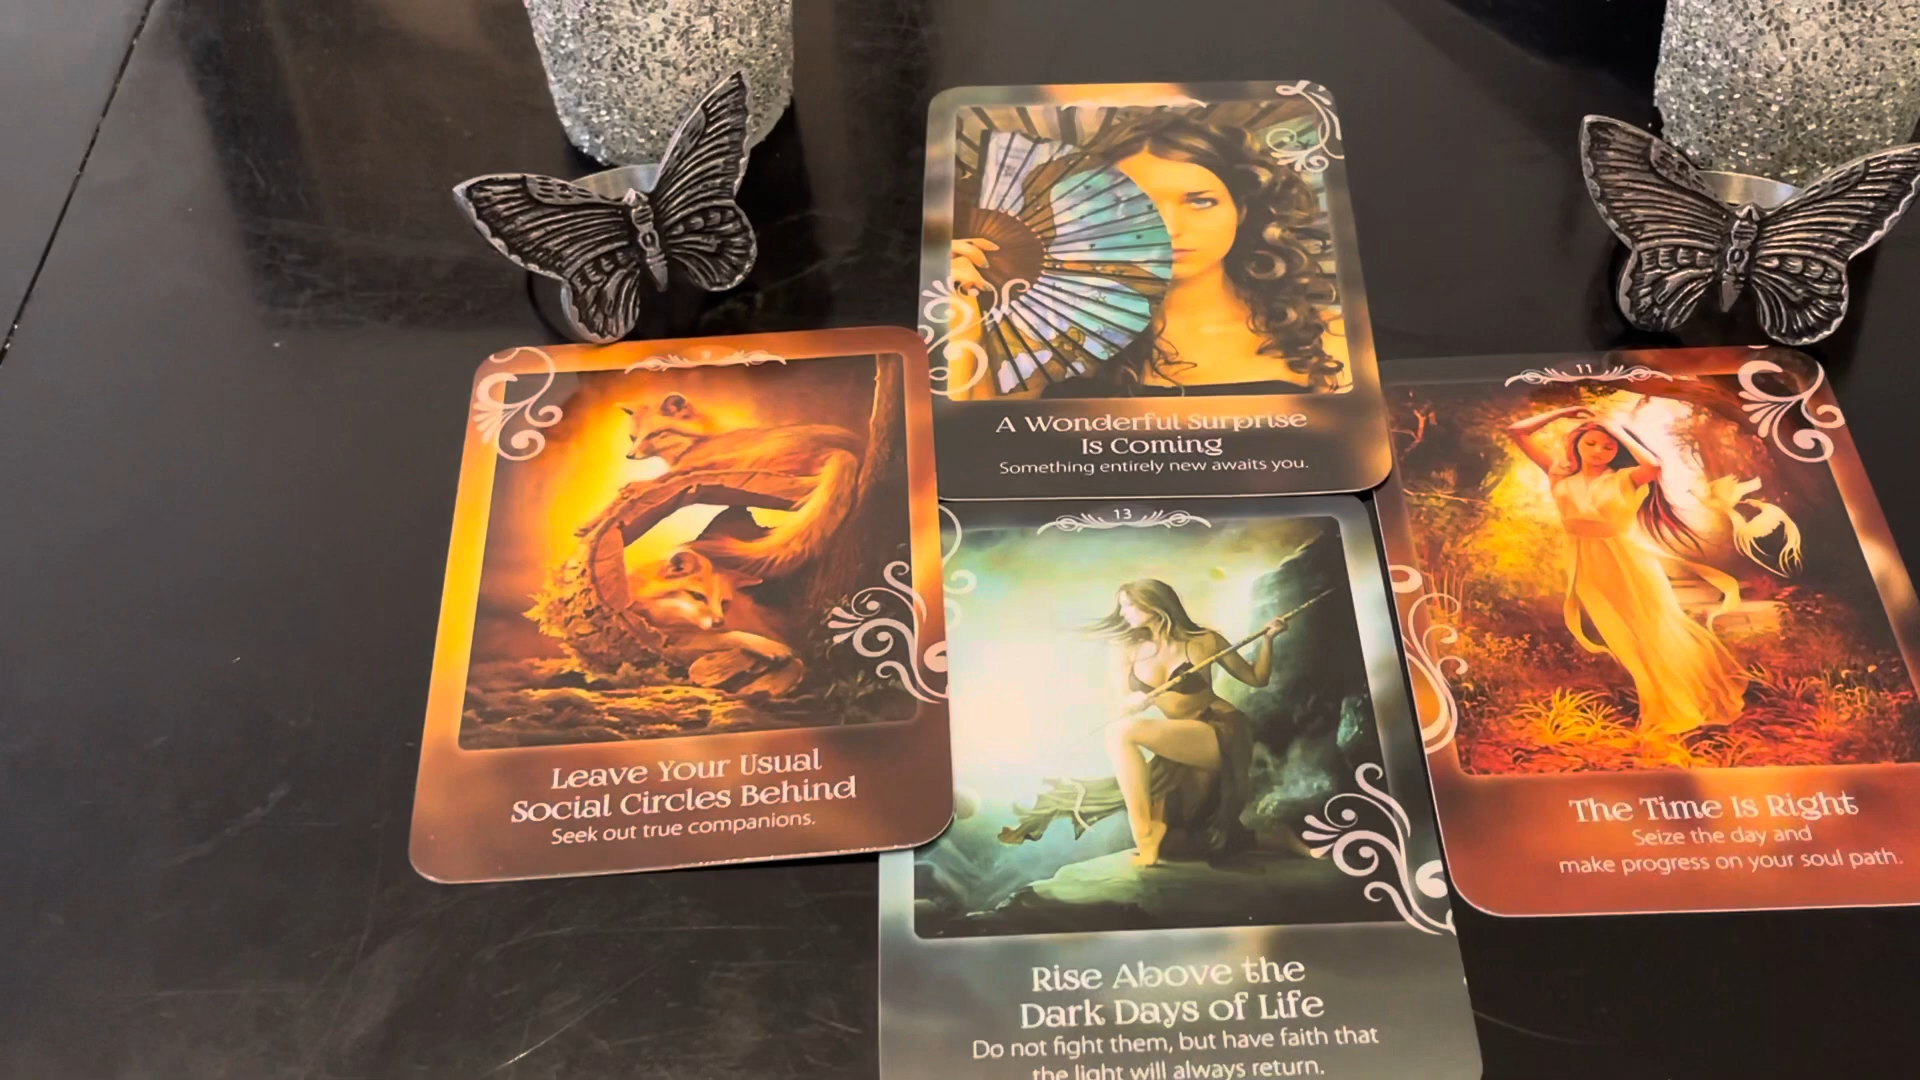 A Wonderful Surprise
Is Coming
Something entirely new awaits you.
Leave Your Usual
Social Circles Behind
Seek out true companions.
13
Rise Above the
Dark Days of Life
Do not fight them, but have faith that
the light will always return.
11
The Time Is Right
Seize the day and
make progress on your soul path.